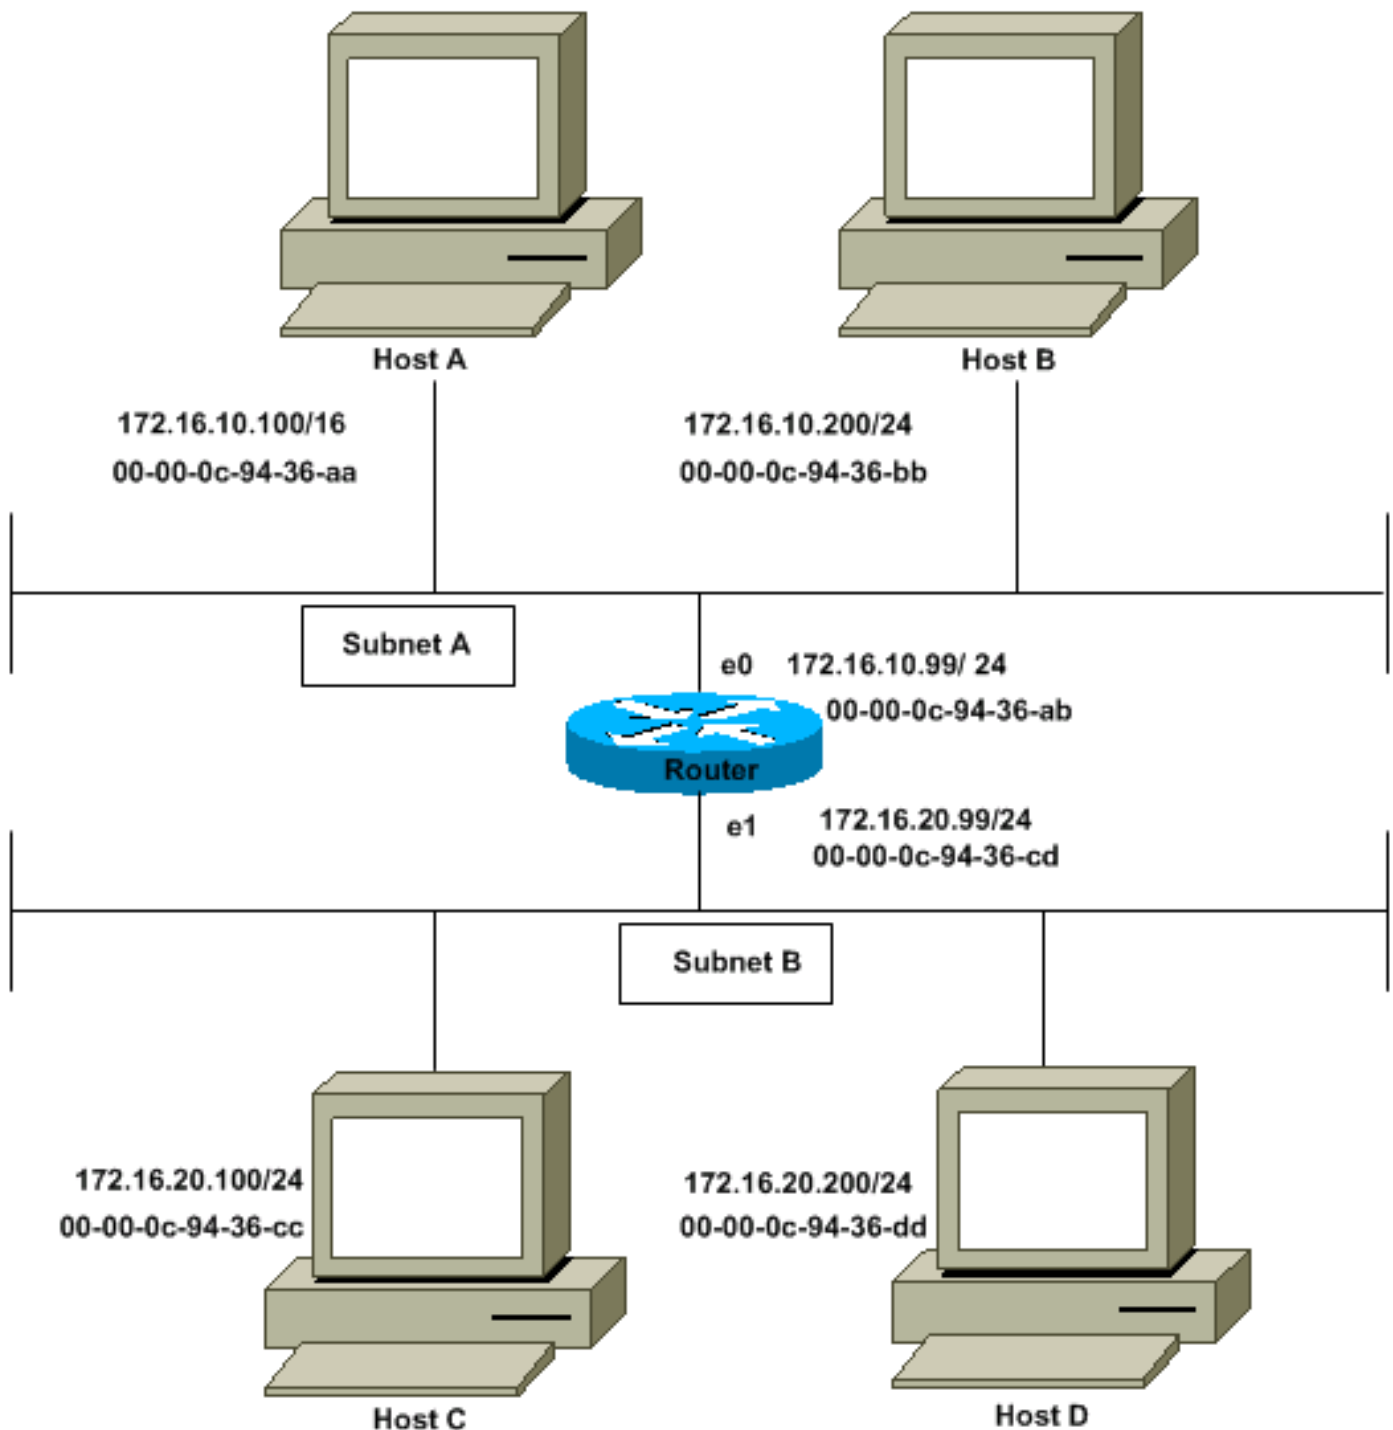 Host A
Host B
172.16.10.100/16
00-00-0c-94-36-aa
172.16.10.200/24
00-00-0c-94-36-bb
Subnet A
e0 172.16.10.99/ 24
00-00-0c-94-36-ab
Router
e1 172.16.20.99/24
00-00-0c-94-36-cd
Subnet B
172.16.20.100/24
00-00-0c-94-36-cc
172.16.20.200/24
00-00-0c-94-36-dd
Host C
Host D